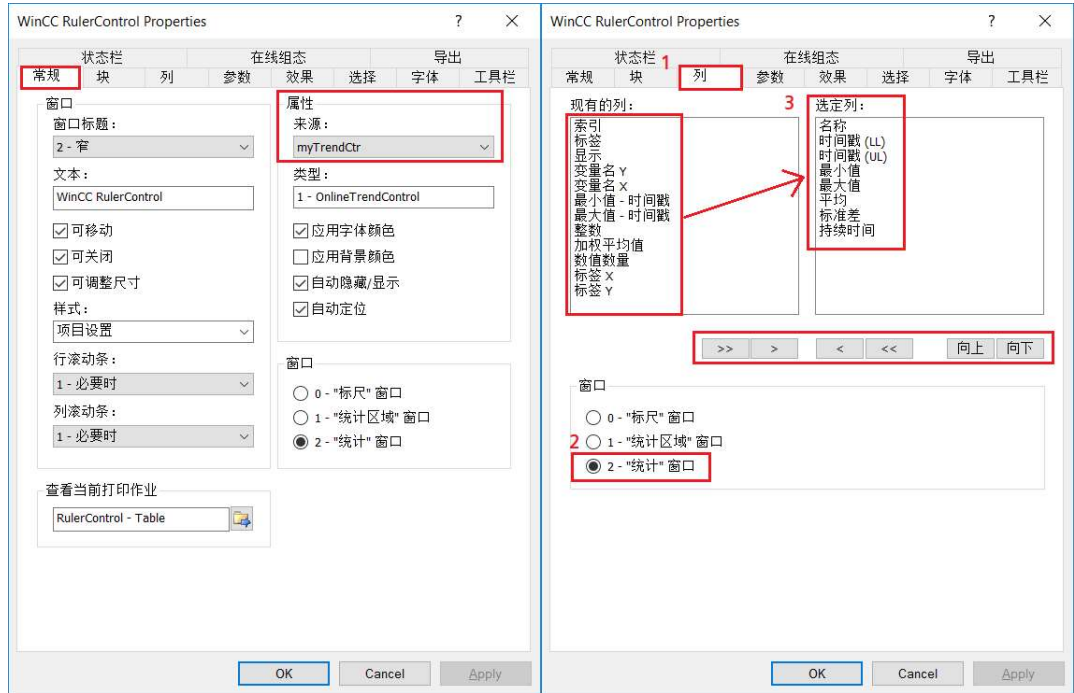 WinCC RulerControl Properties
?
状态栏
在线组态
导出
常规
块
列
参数
效果
选择
字体
工具栏
窗口
窗口标题：
2 - 窄
文本：
WinCC RulerControl
可移动
可关闭
可调整尺寸
样式：
项目设置
行滚动条：
1 - 必要时
列滚动条：
1 - 必要时
属性
来源：
myTrendCtr
类型：
1 - OnlineTrendControl
应用字体颜色
应用背景颜色
自动隐藏/显示
自动定位
窗口
0 - "标尺" 窗口
1 - "统计区域" 窗口
2 - "统计" 窗口
查看当前打印作业
RulerControl - Table
OK
Cancel
Apply
WinCC RulerControl Properties
?
状态栏
1
在线组态
导出
常规
块
列
参数
效果
选择
字体
工具栏
现有的列：
索引
标签
显示
变量名 Y
变量名 X
最小值 - 时间戳
最大值 - 时间戳
整数
加权平均值
数值数量
标签 X
标签 Y
3
选定列：
名称
时间戳 (LL)
时间戳 (UL)
最小值
最大值
平均
标准差
持续时间
>>
>
<
<<
向上
向下
窗口
0 - "标尺" 窗口
2
1 - "统计区域" 窗口
2 - "统计" 窗口
OK
Cancel
Apply